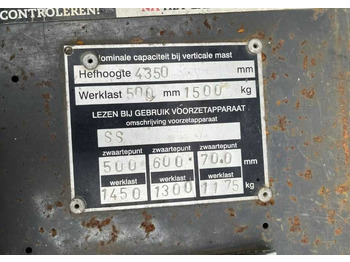 CONTROLEREN!
NA
Nominale capaciteit bij verticale mast
Hefhoogte 4350 mm
Werklast 500 mm 1500 kg
LEZEN BIJ GEBRUIK VOORZETAPPARAAT
omschrijving voorzetapparaat
SS
zwaartepunt zwaartepunt zwaartepunt
500 600 700 mm
werklast werklast werklast
1450 1300 1175 kg